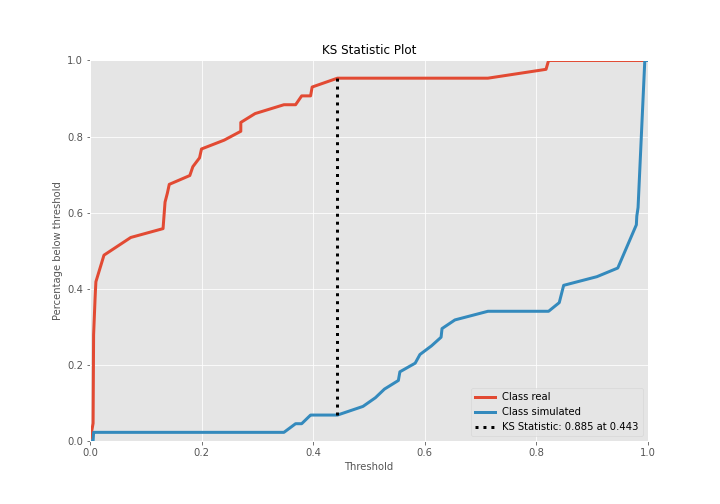 KS Statistic Plot
1.0
0.8
0.6
0.4
0.2
0.0
Percentage below threshold
0.0 0.2 0.4 0.6 0.8 1.0
Threshold
Class real
Class simulated
KS Statistic: 0.885 at 0.443